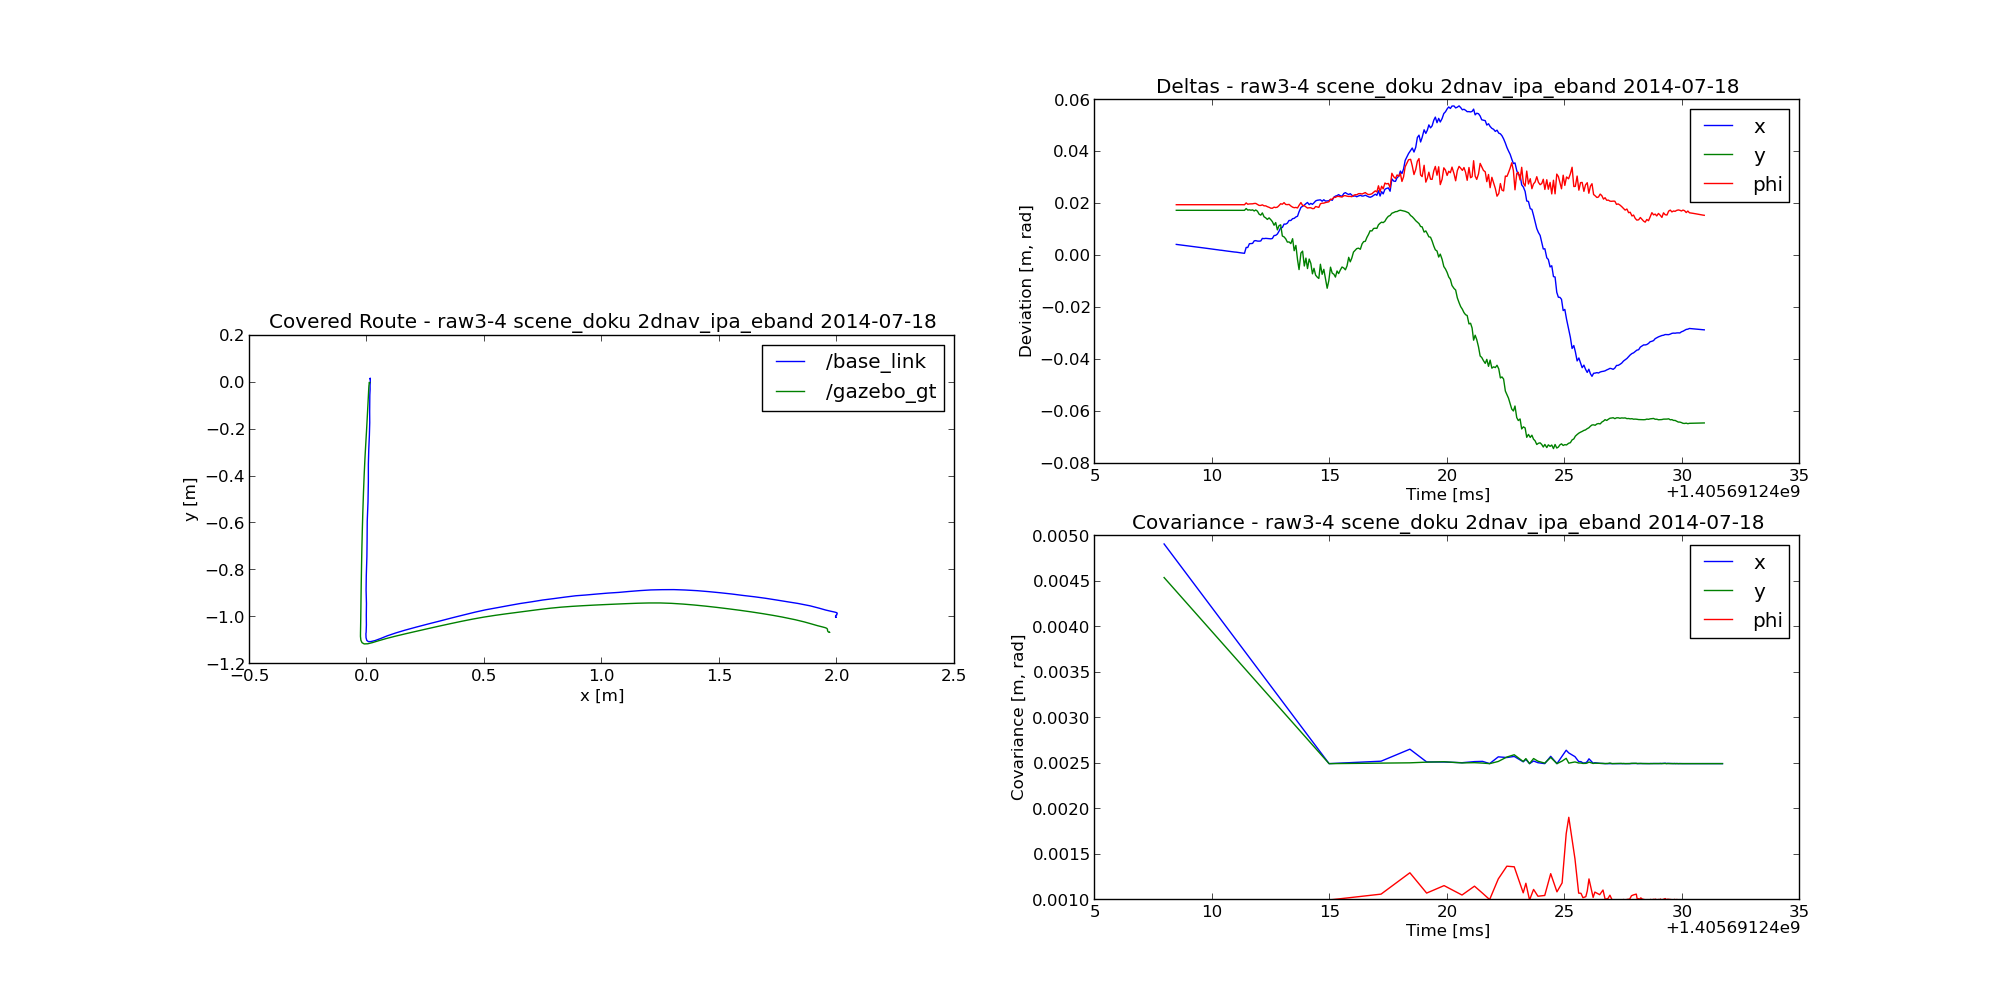 Covered Route - raw3-4 scene_doku 2dnav_ipa_eband 2014-07-18
0.2
0.0
−0.2
−0.4
−0.6
−0.8
−1.0
−1.2
y [m]
/base_link
/gazebo_gt
−0.5 0.0 0.5 1.0 1.5 2.0 2.5
x [m]
Deltas - raw3-4 scene_doku 2dnav_ipa_eband 2014-07-18
0.06
0.04
0.02
0.00
−0.02
−0.04
−0.06
−0.08
Deviation [m, rad]
x
y
phi
5 10 15 20 25 30 35
Time [ms]
+1.40569124e9
Covariance - raw3-4 scene_doku 2dnav_ipa_eband 2014-07-18
0.0050
0.0045
0.0040
0.0035
0.0030
0.0025
0.0020
0.0015
0.0010
Covariance [m, rad]
x
y
phi
5 10 15 20 25 30 35
Time [ms]
+1.40569124e9